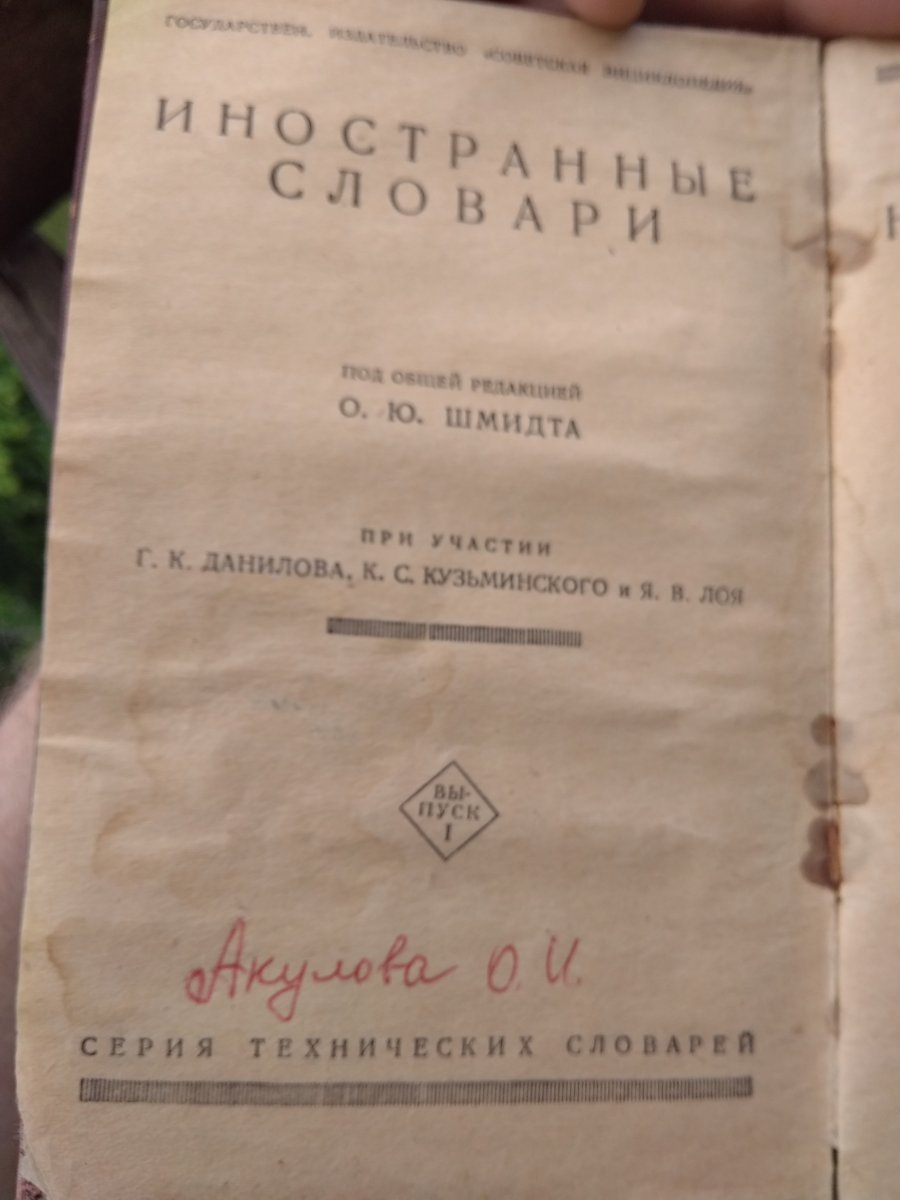 ГОСУДАРСТВЕН. ИЗДАТЕЛЬСТВО «СОВЕТСКАЯ ЭНЦИКЛОПЕДИЯ»
ИНОСТРАННЫЕ
СЛОВАРИ
ПОД ОБЩЕЙ РЕДАКЦИЕЙ
О. Ю. ШМИДТА
ПРИ УЧАСТИИ
Г. К. ДАНИЛОВА, К. С. КУЗЬМИНСКОГО и Я. В. ЛОЯ
ВЫ-
ПУСК
I
Акулова О. И.
СЕРИЯ ТЕХНИЧЕСКИХ СЛОВАРЕЙ